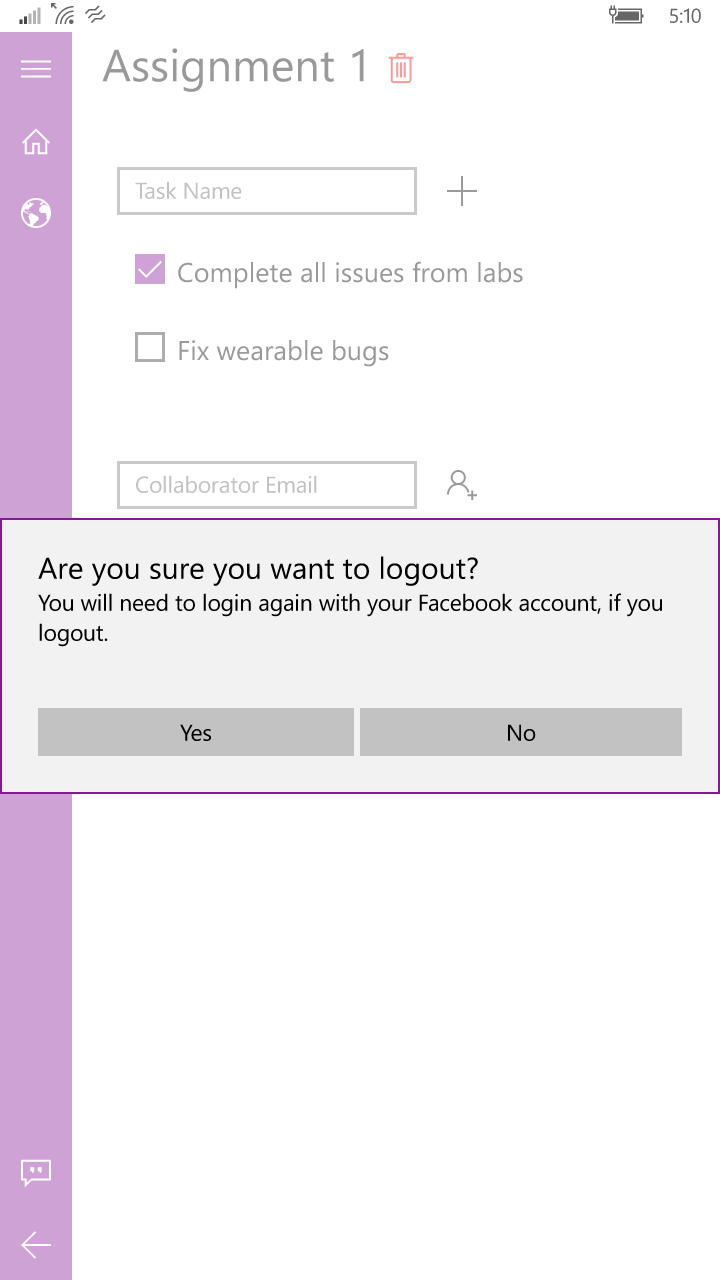 5:10
Assignment 1
Task Name
Complete all issues from labs
Fix wearable bugs
Collaborator Email
Are you sure you want to logout?
You will need to login again with your Facebook account, if you
logout.
Yes
No